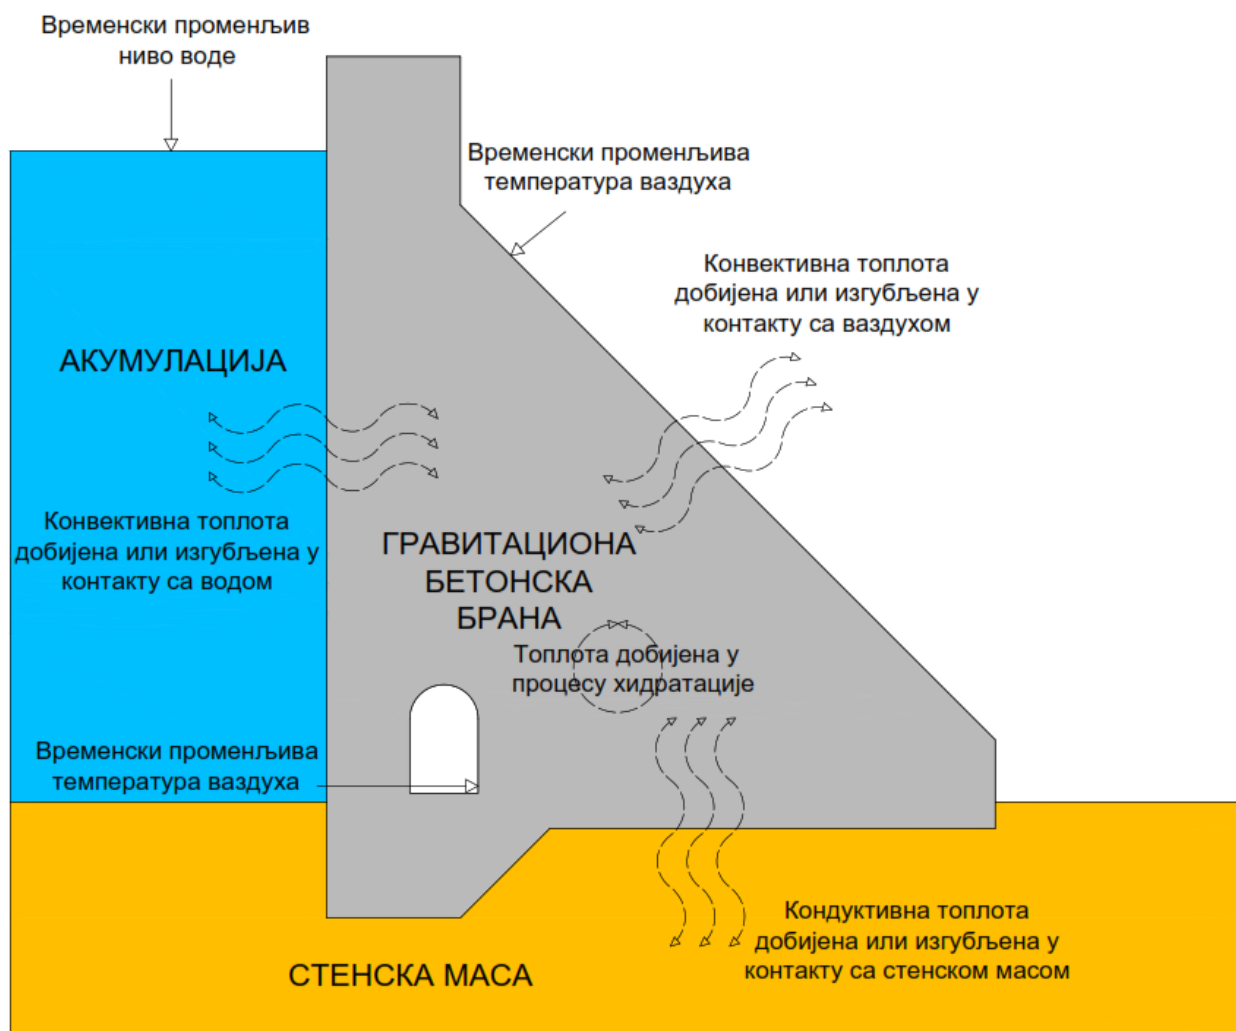 Временски променљив
ниво воде
Временски променљива
температура ваздуха
Конвективна топлота
добијена или изгубљена у
контакту са ваздухом
АКУМУЛАЦИЈА
Конвективна топлота
добијена или изгубљена у
контакту са водом
ГРАВИТАЦИОНА
БЕТОНСКА
БРАНА
Топлота добијена у
процесу хидратације
Временски променљива
температура ваздуха
Кондуктивна топлота
добијена или изгубљена у
контакту са стенском масом
СТЕНСКА МАСА